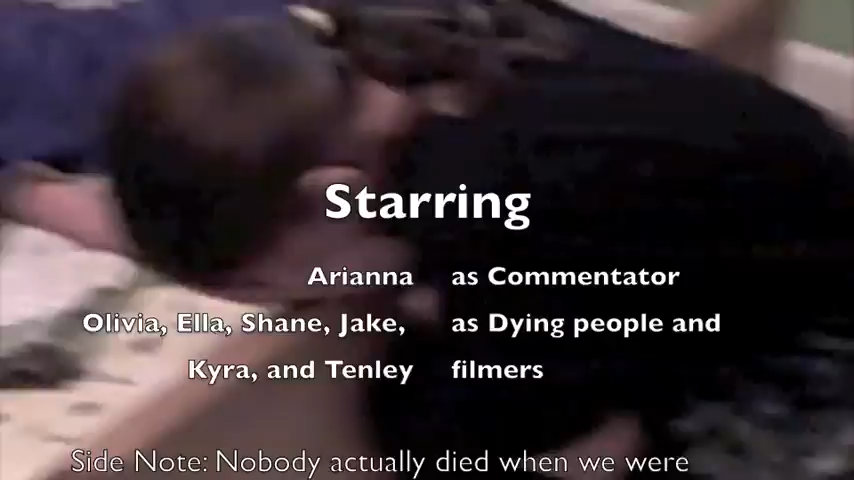 Starring
Arianna as Commentator
Olivia, Ella, Shane, Jake, as Dying people and
Kyra, and Tenley filmers
Side Note: Nobody actually died when we were